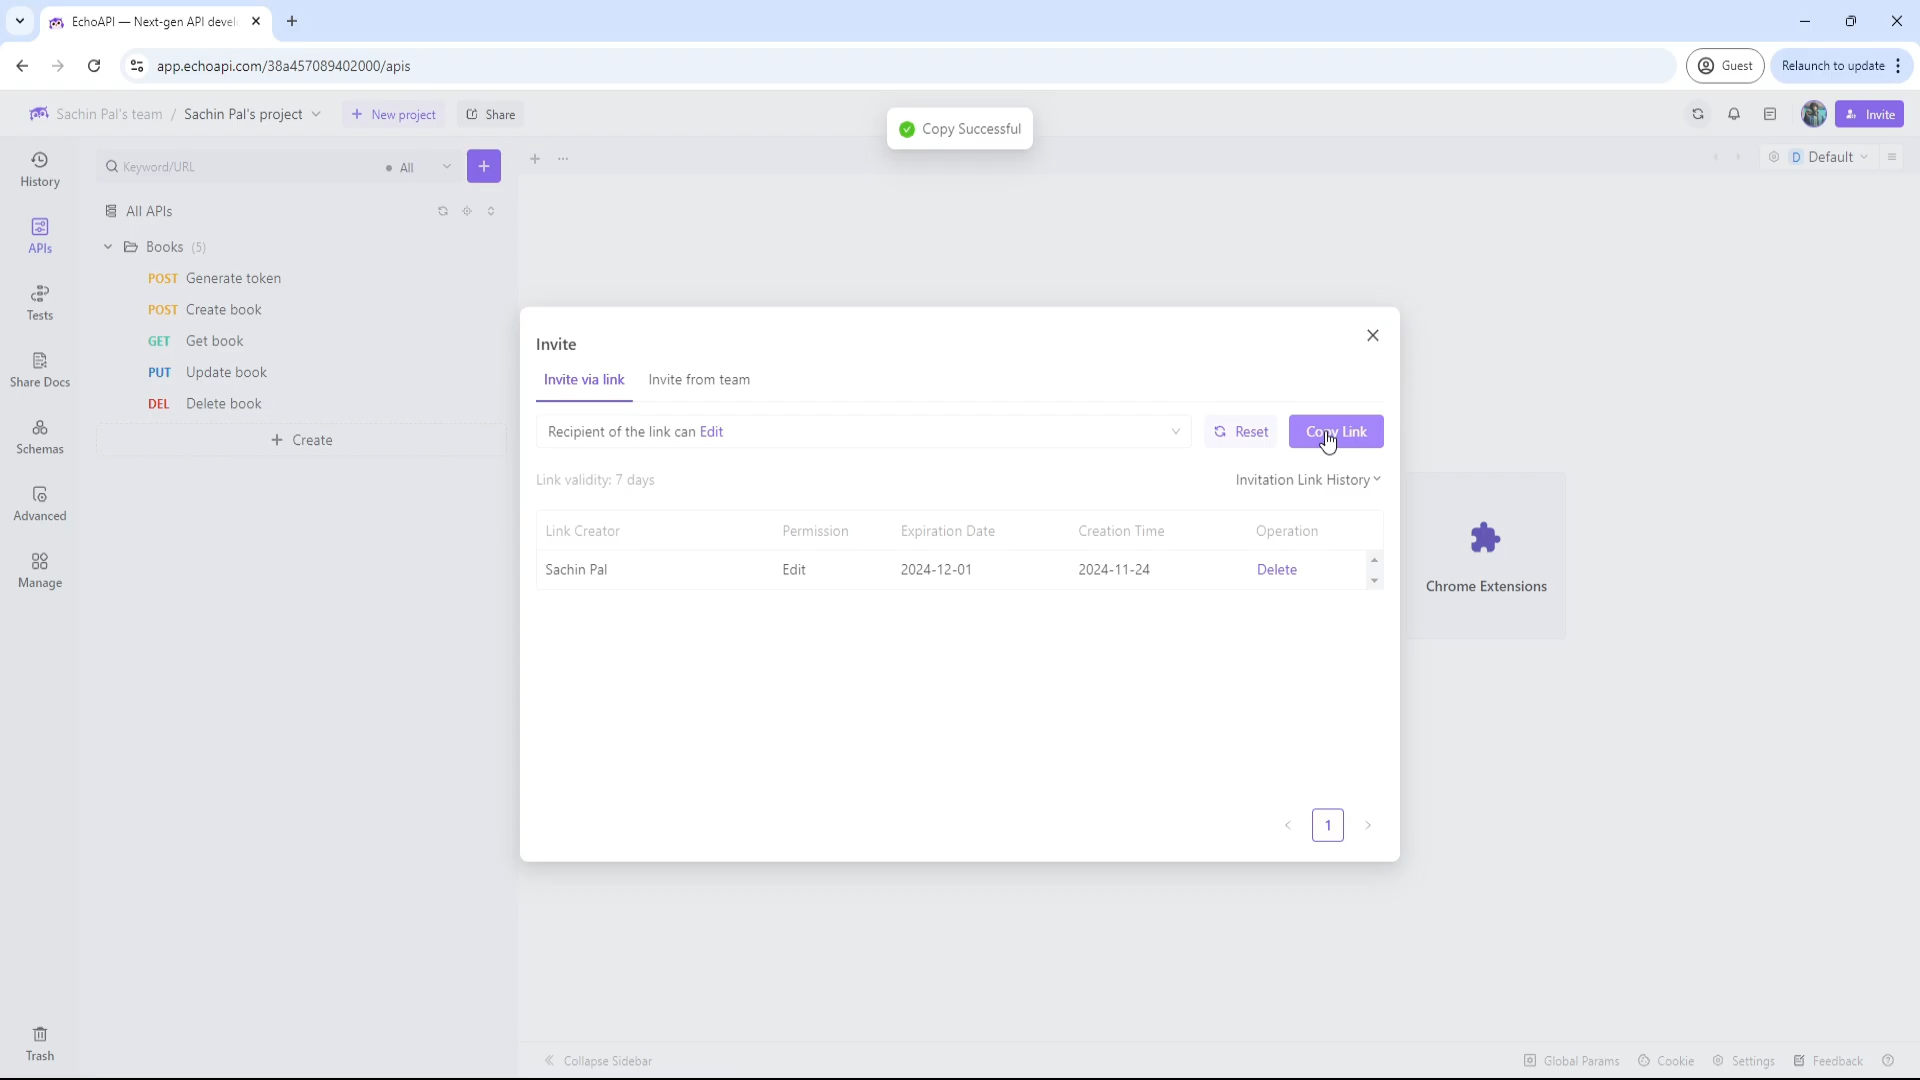 EchoAPI — Next-gen API devel
app.echoapi.com/38a457089402000/apis
Guest
Relaunch to update
Sachin Pal's team / Sachin Pal's project
+ New project
Share
Copy Successful
Invite
History
APIs
Tests
Share Docs
Schemas
Advanced
Manage
Trash
Keyword/URL
All
+
All APIs
Books (5)
POST Generate token
POST Create book
GET Get book
PUT Update book
DEL Delete book
+ Create
D Default
Invite
Invite via link Invite from team
Recipient of the link can Edit
Reset
Copy Link
Link validity: 7 days
Invitation Link History
Link Creator Permission Expiration Date Creation Time Operation
Sachin Pal Edit 2024-12-01 2024-11-24 Delete
< 1 >
Chrome Extensions
Collapse Sidebar
Global Params
Cookie
Settings
Feedback